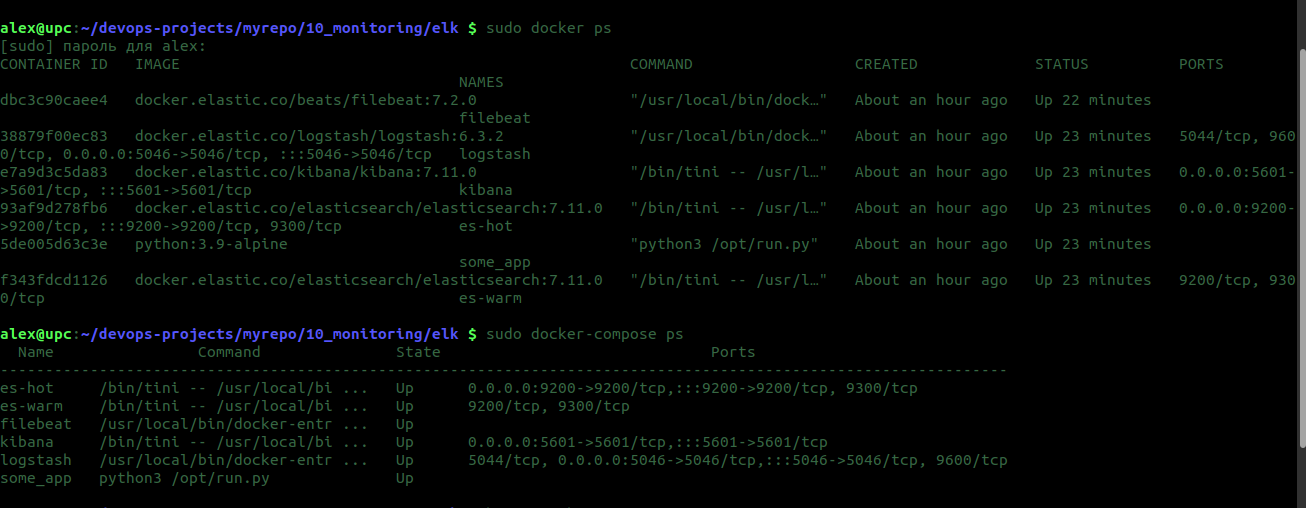 alex@upc:~/devops-projects/myrepo/10_monitoring/elk $ sudo docker ps
[sudo] пароль для alex:
CONTAINER ID   IMAGE                                                  COMMAND                  CREATED             STATUS          PORTS
                                                   NAMES
dbc3c90caee4   docker.elastic.co/beats/filebeat:7.2.0                 "/usr/local/bin/dock…"   About an hour ago   Up 22 minutes
                                                   filebeat
38879f00ec83   docker.elastic.co/logstash/logstash:6.3.2              "/usr/local/bin/dock…"   About an hour ago   Up 23 minutes   5044/tcp, 960
0/tcp, 0.0.0.0:5046->5046/tcp, :::5046->5046/tcp   logstash
e7a9d3c5da83   docker.elastic.co/kibana/kibana:7.11.0                 "/bin/tini -- /usr/l…"   About an hour ago   Up 23 minutes   0.0.0.0:5601-
>5601/tcp, :::5601->5601/tcp                       kibana
93af9d278fb6   docker.elastic.co/elasticsearch/elasticsearch:7.11.0   "/bin/tini -- /usr/l…"   About an hour ago   Up 23 minutes   0.0.0.0:9200-
>9200/tcp, :::9200->9200/tcp, 9300/tcp             es-hot
5de005d63c3e   python:3.9-alpine                                      "python3 /opt/run.py"    About an hour ago   Up 23 minutes
                                                   some_app
f343fdcd1126   docker.elastic.co/elasticsearch/elasticsearch:7.11.0   "/bin/tini -- /usr/l…"   About an hour ago   Up 23 minutes   9200/tcp, 930
0/tcp                                              es-warm
alex@upc:~/devops-projects/myrepo/10_monitoring/elk $ sudo docker-compose ps
  Name                Command               State                              Ports
----------------------------------------------------------------------------------------------------------------
es-hot     /bin/tini -- /usr/local/bi ...   Up      0.0.0.0:9200->9200/tcp,:::9200->9200/tcp, 9300/tcp
es-warm    /bin/tini -- /usr/local/bi ...   Up      9200/tcp, 9300/tcp
filebeat   /usr/local/bin/docker-entr ...   Up
kibana     /bin/tini -- /usr/local/bi ...   Up      0.0.0.0:5601->5601/tcp,:::5601->5601/tcp
logstash   /usr/local/bin/docker-entr ...   Up      5044/tcp, 0.0.0.0:5046->5046/tcp,:::5046->5046/tcp, 9600/tcp
some_app   python3 /opt/run.py              Up